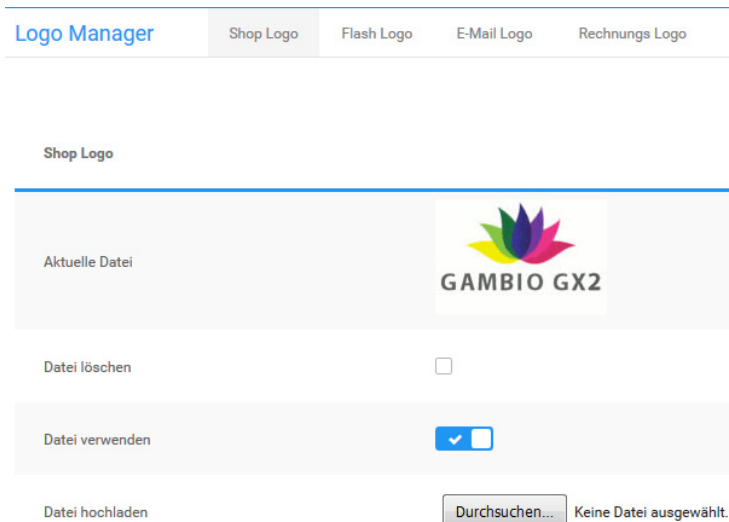 Logo Manager Shop Logo Flash Logo E-Mail Logo Rechnungs Logo
Shop Logo
Aktuelle Datei
GAMBIO GX2
Datei löschen
Datei verwenden
Datei hochladen Durchsuchen... Keine Datei ausgewählt.